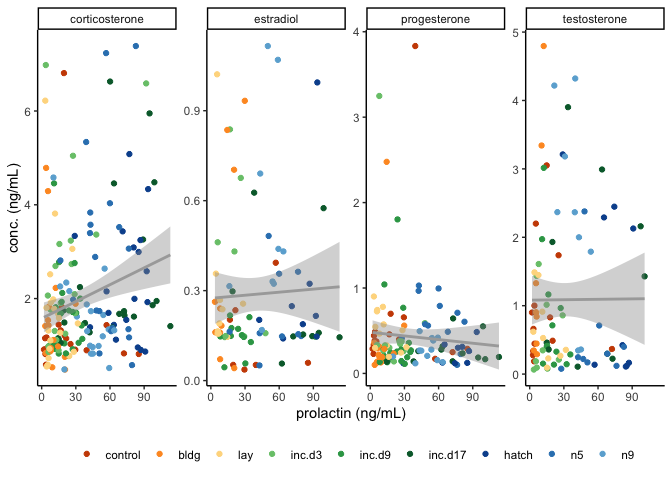 corticosterone estradiol progesterone testosterone
conc. (ng/mL)
2 4 6
0.0 0.3 0.6 0.9
0 1 2 3 4
0 1 2 3 4 5
0 30 60 90 0 30 60 90 0 30 60 90 0 30 60 90
prolactin (ng/mL)
control bldg lay inc.d3 inc.d9 inc.d17 hatch n5 n9